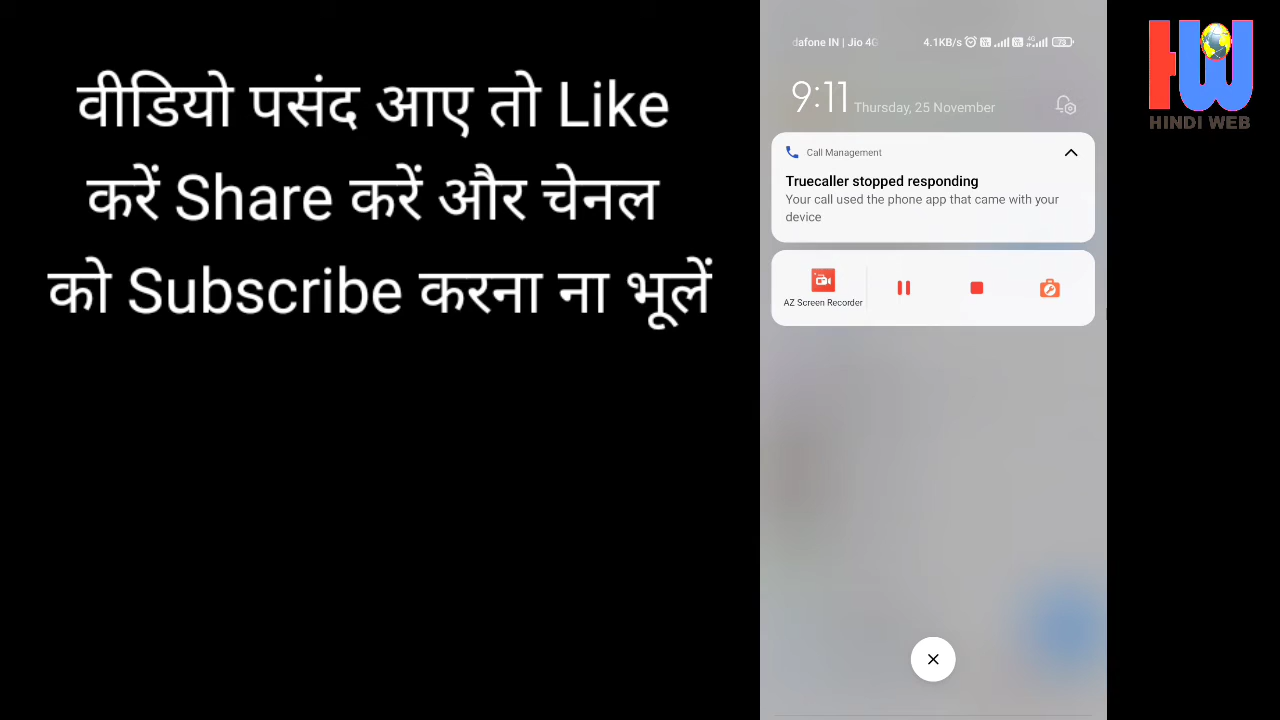 वीडियो पसंद आए तो Like
करें Share करें और चेनल
को Subscribe करना ना भूलें
dafone IN | Jio 4G 4.1KB/s 4G
9:11 Thursday, 25 November
Call Management
Truecaller stopped responding
Your call used the phone app that came with your
device
AZ Screen Recorder
HW
HINDI WEB